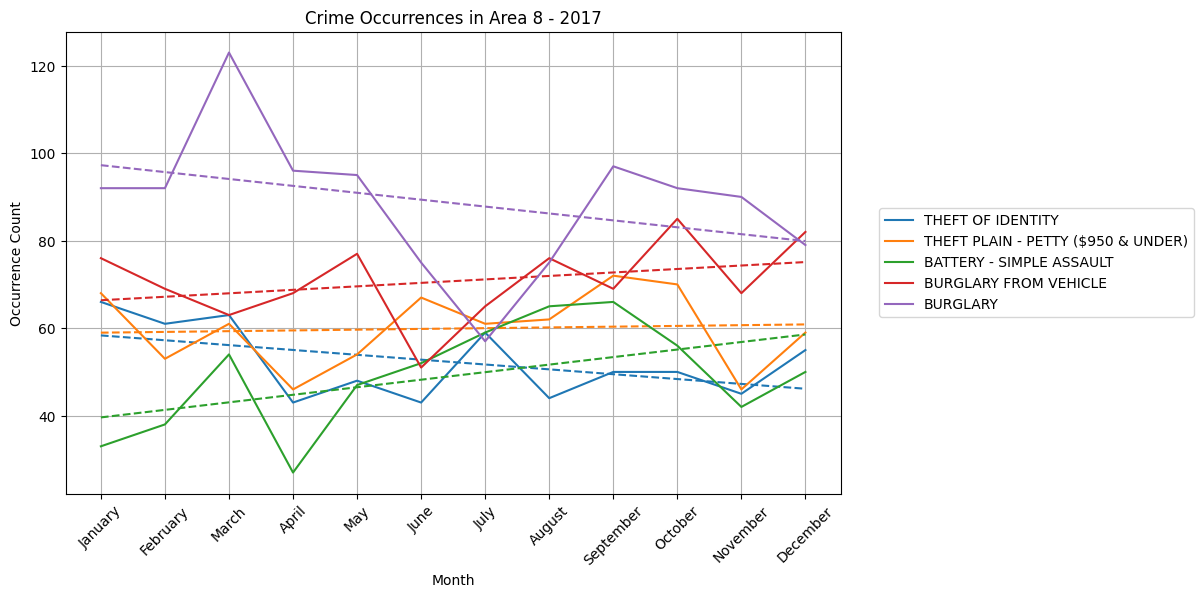 Crime Occurrences in Area 8 - 2017
Occurrence Count
120
100
80
60
40
January
February
March
April
May
June
July
August
September
October
November
December
Month
THEFT OF IDENTITY
THEFT PLAIN - PETTY ($950 & UNDER)
BATTERY - SIMPLE ASSAULT
BURGLARY FROM VEHICLE
BURGLARY